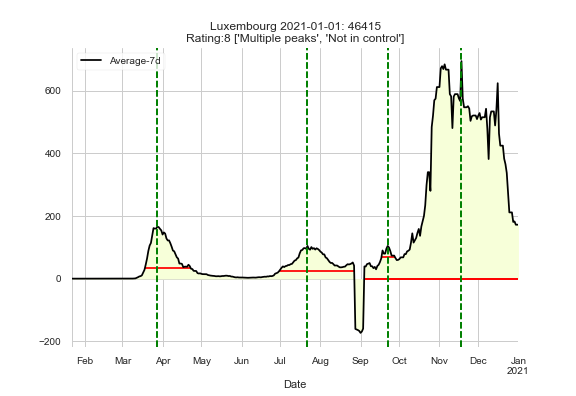 Luxembourg 2021-01-01: 46415
Rating:8 ['Multiple peaks', 'Not in control']
Average-7d
600
400
200
0
−200
Feb Mar Apr May Jun Jul Aug Sep Oct Nov Dec Jan
2021
Date